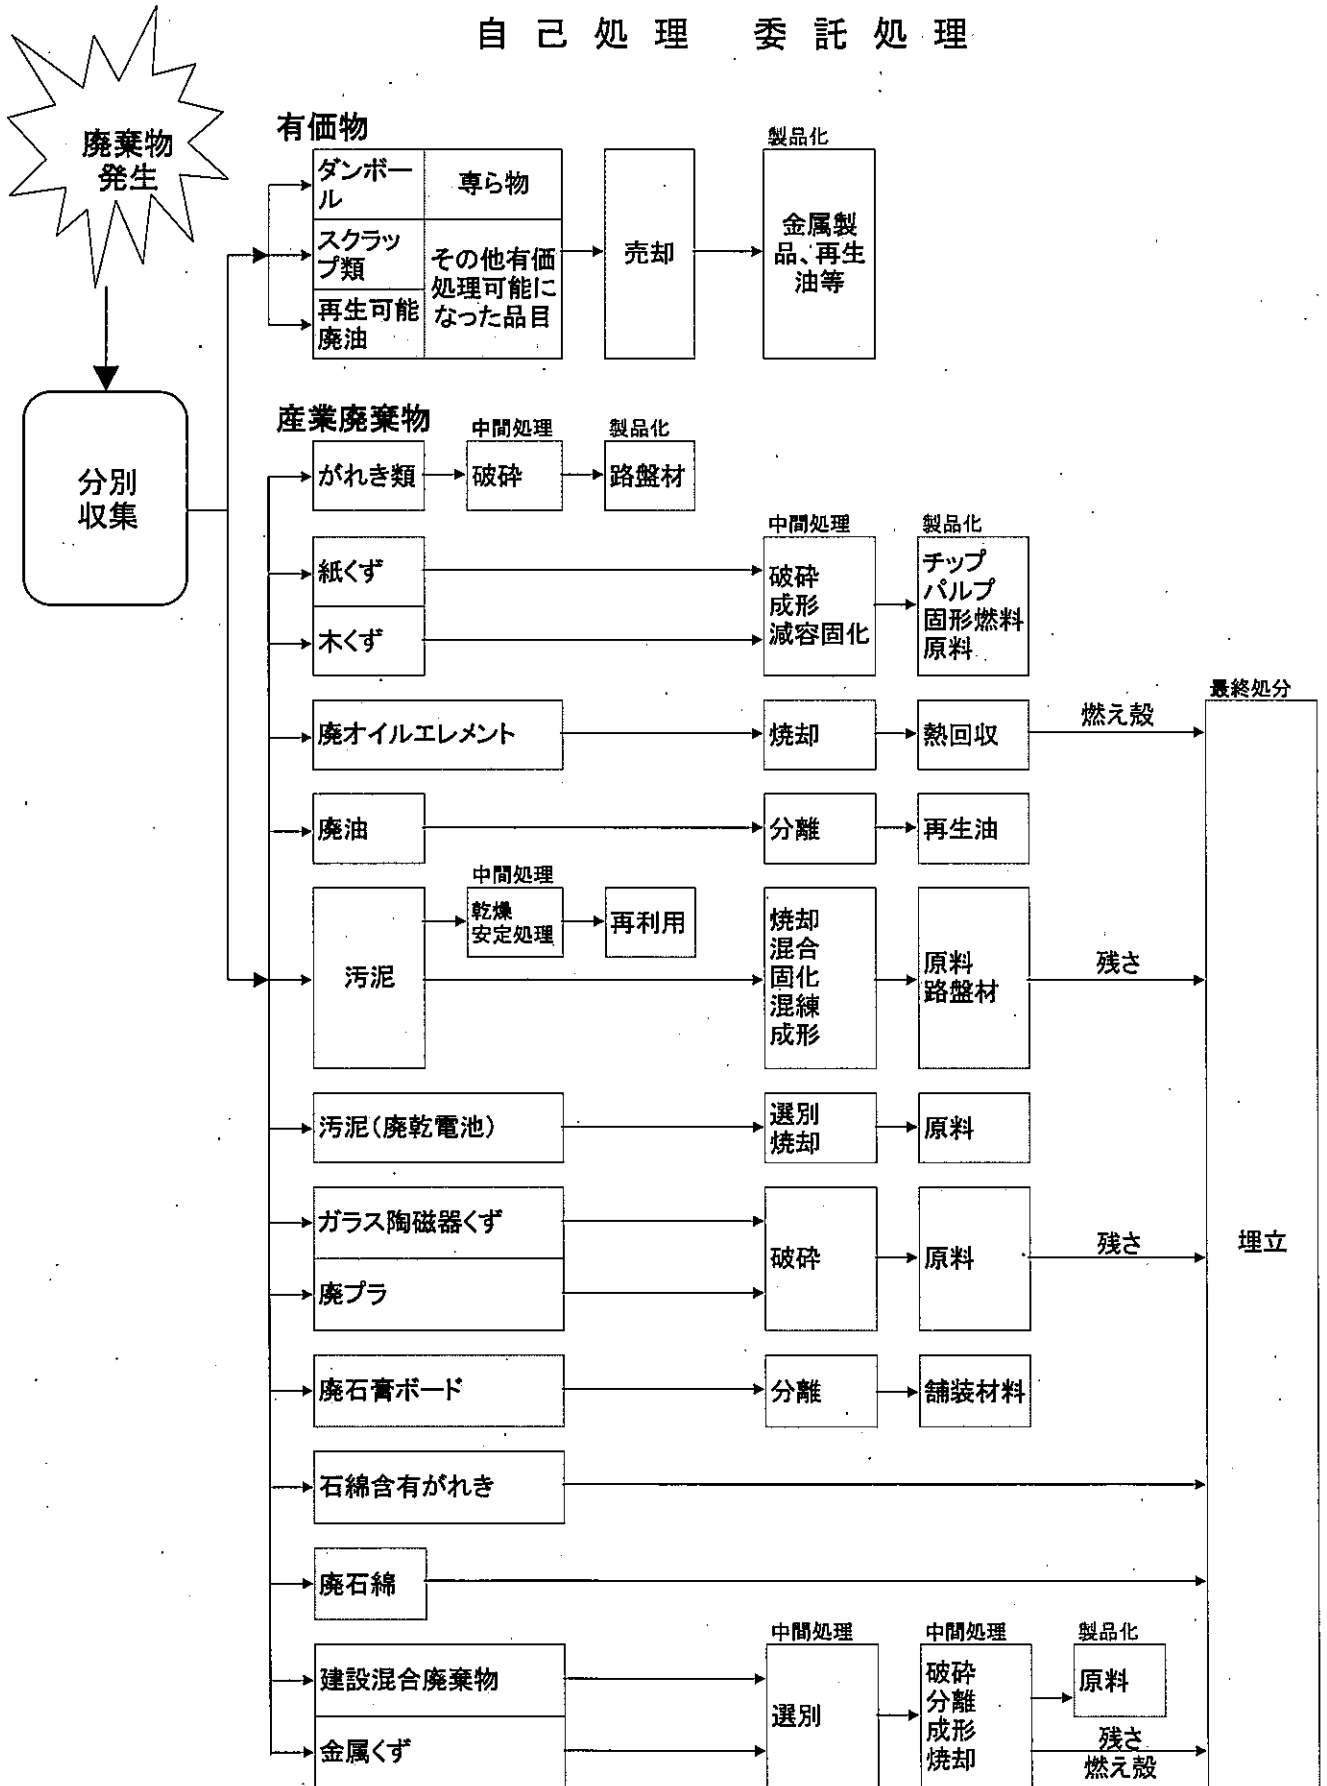 自己処理 委託処理
廃棄物
発生
分別
収集
有価物
ダンボー
ル
専ら物
スクラッ
プ類
再生可能
廃油
その他有価
処理可能に
なった品目
売却
製品化
金属製
品、再生
油等
産業廃棄物
がれき類
中間処理
破砕
製品化
路盤材
紙くず
木くず
中間処理
破砕
成形
減容固化
製品化
チップ
パルプ
固形燃料
原料
廃オイルエレメント
焼却
熱回収
燃え殻
最終処分
埋立
廃油
分離
再生油
汚泥
中間処理
乾燥
安定処理
再利用
焼却
混合
固化
混練
成形
原料
路盤材
残さ
汚泥(廃乾電池)
選別
焼却
原料
ガラス陶磁器くず
廃プラ
破砕
原料
残さ
廃石膏ボード
分離
舗装材料
石綿含有がれき
廃石綿
建設混合廃棄物
金属くず
中間処理
選別
中間処理
破砕
分離
成形
焼却
製品化
原料
残さ
燃え殻